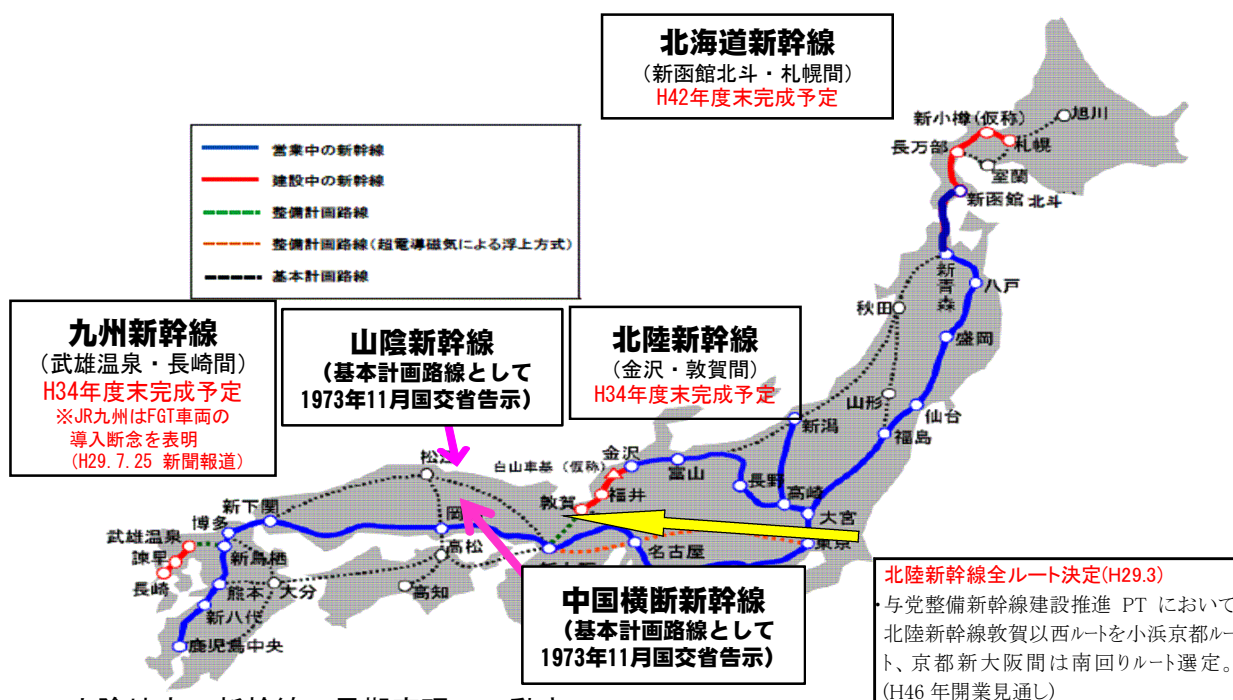 北海道新幹線
（新函館北斗・札幌間）
H42年度末完成予定
営業中の新幹線
建設中の新幹線
整備計画路線
整備計画路線(超電導磁気による浮上方式)
基本計画路線
新小樽(仮称)
旭川
長万部
札幌
室蘭
新函館北斗
新青森
八戸
秋田
盛岡
山形
仙台
福島
新潟
九州新幹線
（武雄温泉・長崎間）
H34年度末完成予定
※JR九州はFGT車両の
導入断念を表明
(H29.7.25 新聞報道)
山陰新幹線
（基本計画路線として
1973年11月国交省告示）
北陸新幹線
（金沢・敦賀間）
H34年度末完成予定
白山車基（仮称）
金沢
富山
長野
高崎
大宮
東京
福井
敦賀
名古屋
新下関
博多
武雄温泉
新鳥栖
諫早
長崎
熊本
大分
新八代
鹿児島中央
高松
高知
中国横断新幹線
（基本計画路線として
1973年11月国交省告示）
北陸新幹線全ルート決定(H29.3)
・与党整備新幹線建設推進 PT において
北陸新幹線敦賀以西ルートを小浜京都ルー
ト、京都新大阪間は南回りルート選定。
(H46 年開業見通し)